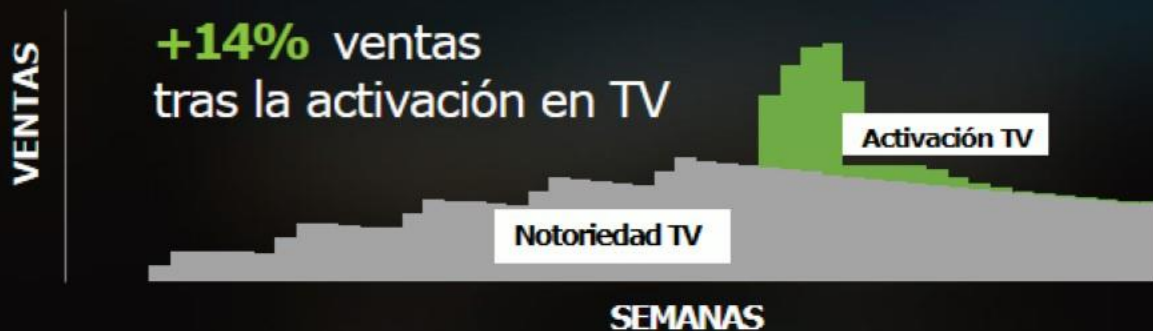 VENTAS
+14% ventas
tras la activación en TV
Activación TV
Notoriedad TV
SEMANAS